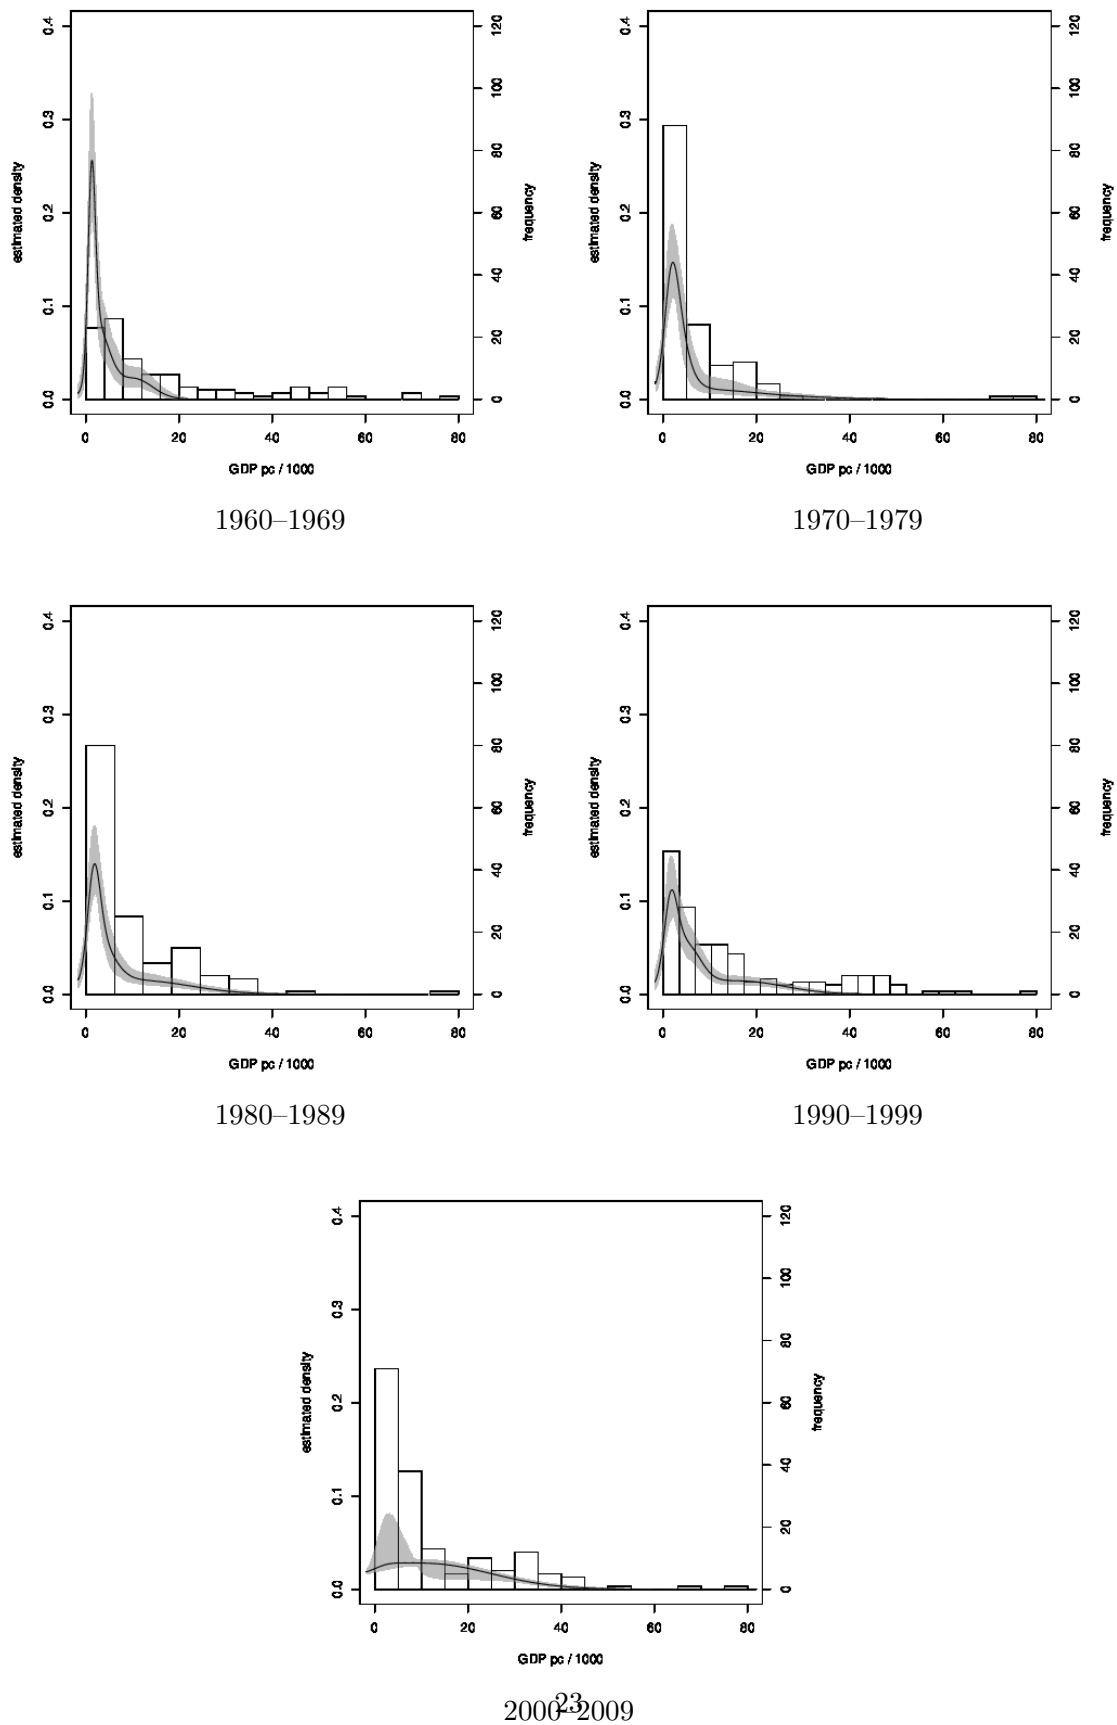 0.0 0.1 0.2 0.3 0.4
estimated density
0 20 40 60 80
GDP pc / 1000
0 20 40 60 80 100 120
frequency
1960–1969
0.0 0.1 0.2 0.3 0.4
estimated density
0 20 40 60 80
GDP pc / 1000
0 20 40 60 80 100 120
frequency
1970–1979
0.0 0.1 0.2 0.3 0.4
estimated density
0 20 40 60 80
GDP pc / 1000
0 20 40 60 80 100 120
frequency
1980–1989
0.0 0.1 0.2 0.3 0.4
estimated density
0 20 40 60 80
GDP pc / 1000
0 20 40 60 80 100 120
frequency
1990–1999
0.0 0.1 0.2 0.3 0.4
estimated density
0 20 40 60 80
GDP pc / 1000
0 20 40 60 80 100 120
frequency
2000–2009
23